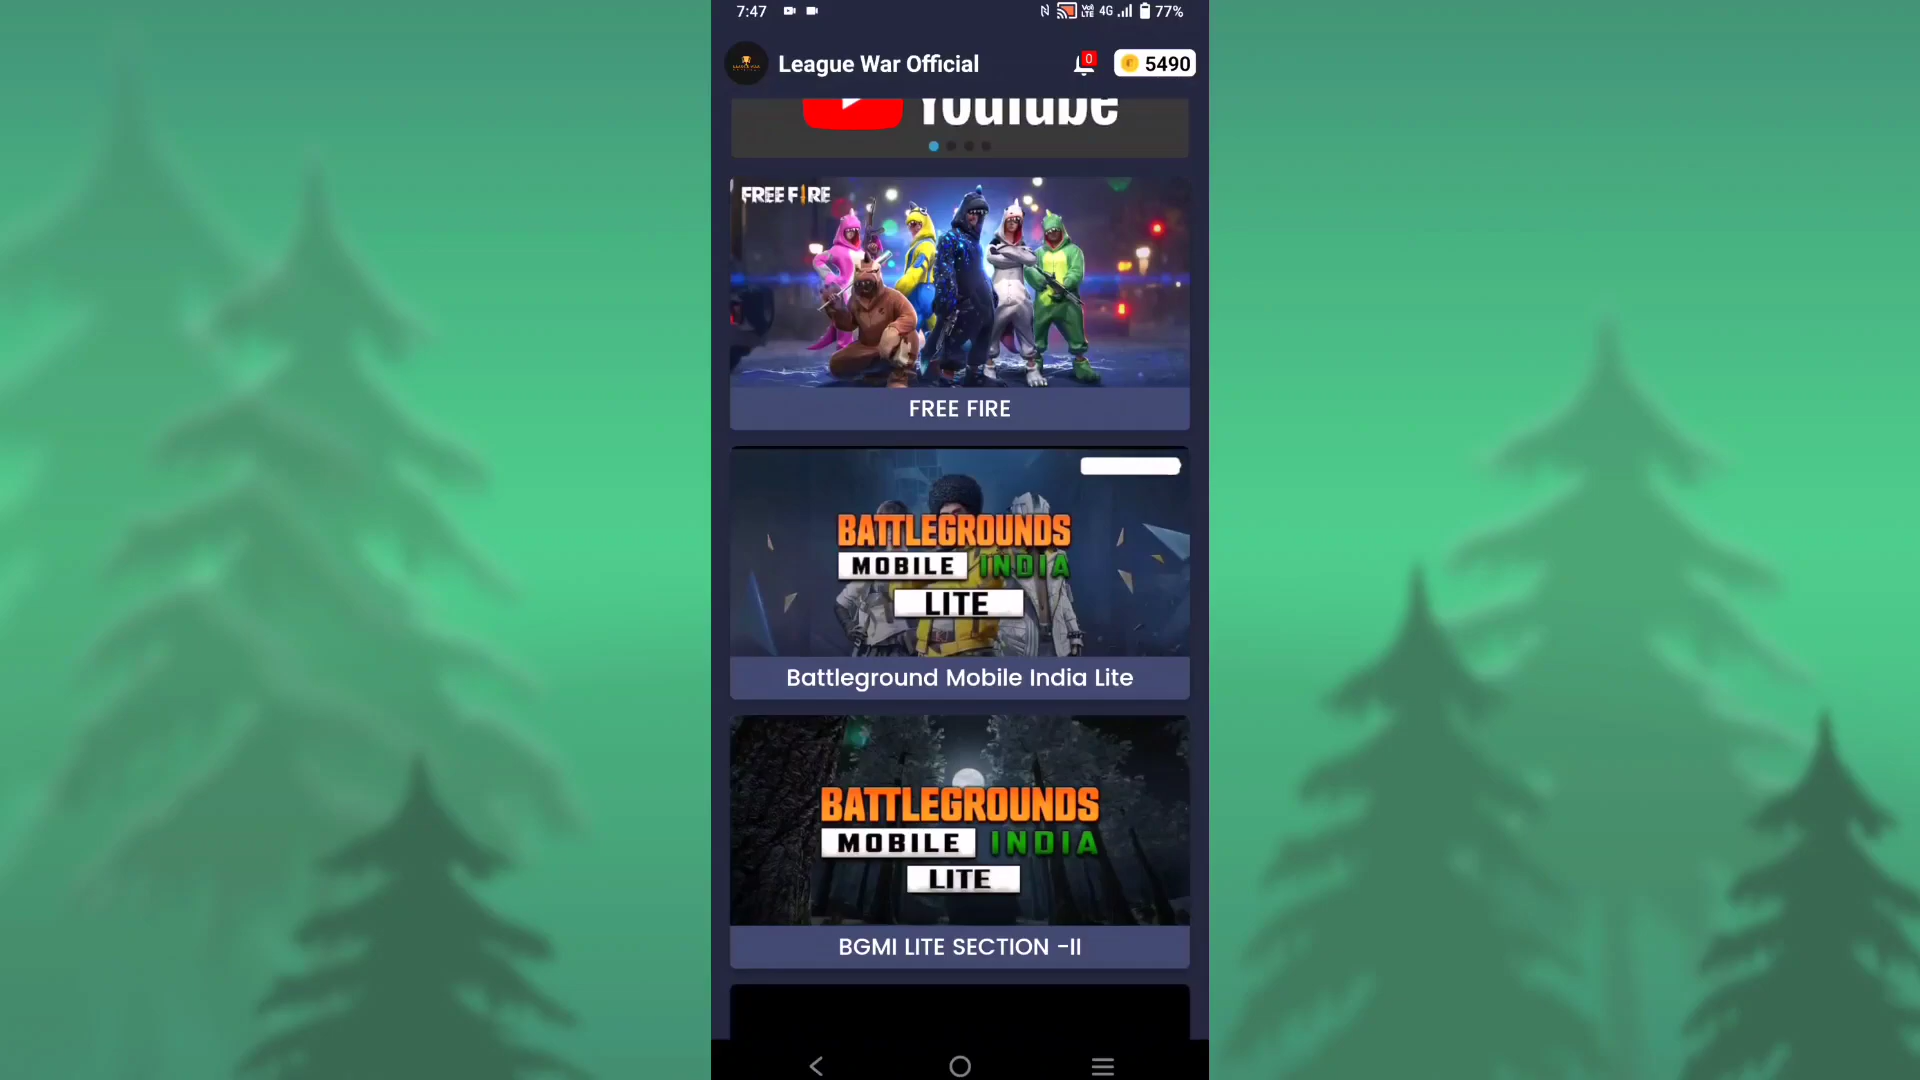 7:47 4G 77%
League War Official 0 5490
YouTube
FREE FIRE
FREE FIRE
BATTLEGROUNDS
MOBILE INDIA
LITE
Battleground Mobile India Lite
BATTLEGROUNDS
MOBILE INDIA
LITE
BGMI LITE SECTION -II